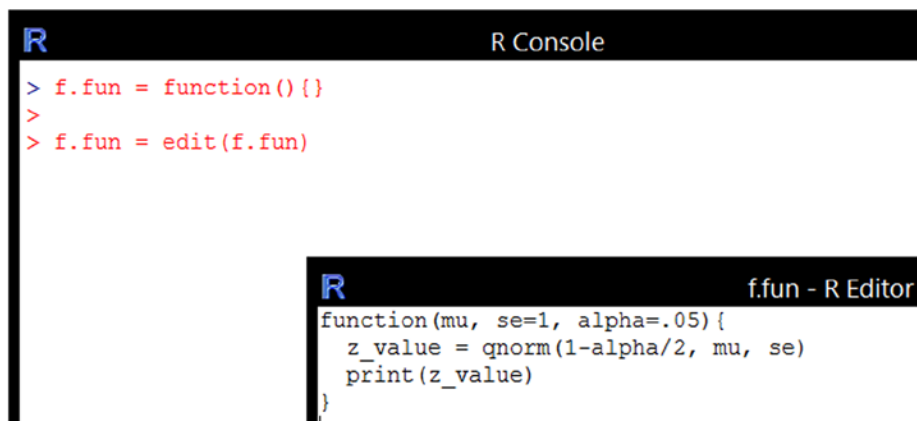 R Console
> f.fun = function(){}
>
> f.fun = edit(f.fun)
f.fun - R Editor
function(mu, se=1, alpha=.05){
  z_value = qnorm(1-alpha/2, mu, se)
  print(z_value)
}